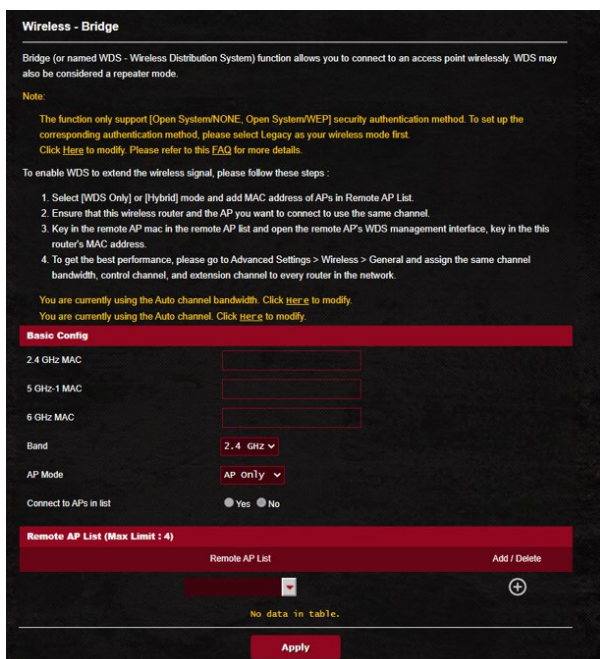 Wireless - Bridge
Bridge (or named WDS - Wireless Distribution System) function allows you to connect to an access point wirelessly. WDS may
also be considered a repeater mode.
Note:
The function only support [Open System/NONE, Open System/WEP] security authentication method. To set up the
corresponding authentication method, please select Legacy as your wireless mode first.
Click Here to modify. Please refer to this FAQ for more details.
To enable WDS to extend the wireless signal, please follow these steps :
1. Select [WDS Only] or [Hybrid] mode and add MAC address of APs in Remote AP List.
2. Ensure that this wireless router and the AP you want to connect to use the same channel.
3. Key in the remote AP mac in the remote AP list and open the remote AP's WDS management interface, key in the this
router's MAC address.
4. To get the best performance, please go to Advanced Settings > Wireless > General and assign the same channel
bandwidth, control channel, and extension channel to every router in the network.
You are currently using the Auto channel bandwidth. Click Here to modify.
You are currently using the Auto channel. Click Here to modify.
Basic Config
2.4 GHz MAC
5 GHz-1 MAC
6 GHz MAC
Band 2.4 GHz
AP Mode AP Only
Connect to APs in list Yes No
Remote AP List (Max Limit : 4)
Remote AP List Add / Delete
No data in table.
Apply